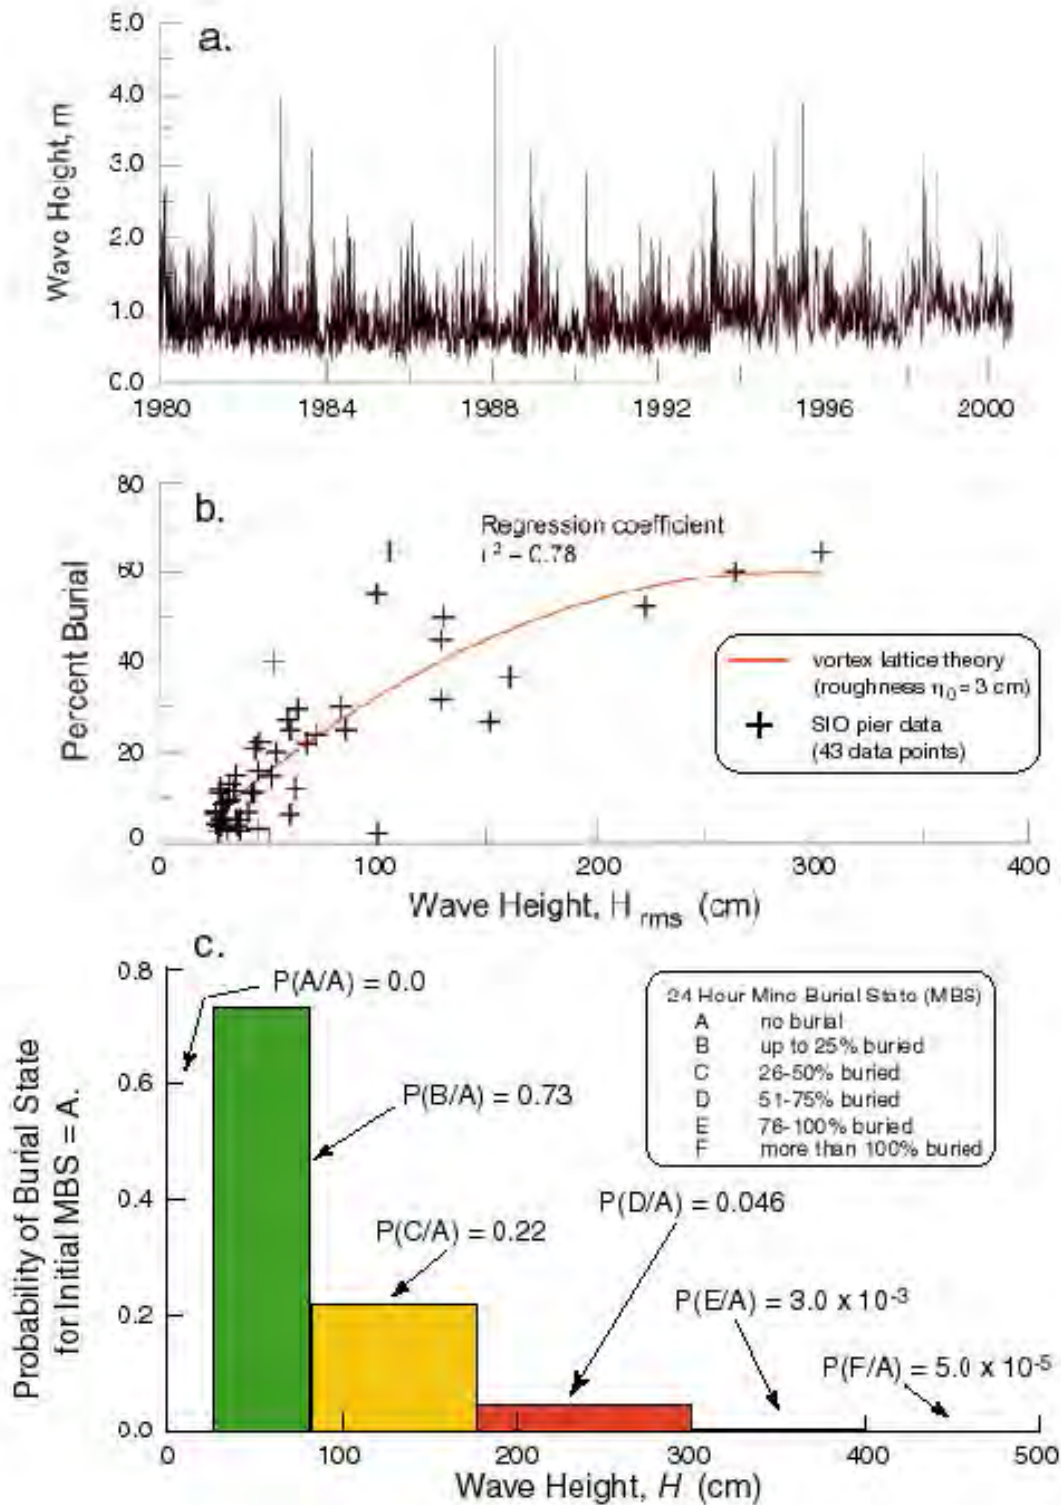 a.
Wave Height, m
5.0
4.0
3.0
2.0
1.0
0.0
1980 1984 1988 1992 1996 2000
b.
Percent Burial
80
60
40
20
0
Regression coefficient
r² = 0.78
vortex lattice theory
(roughness η₀ = 3 cm)
SIO pier data
(43 data points)
0 100 200 300 400
Wave Height, H rms (cm)
c.
Probability of Burial State
for Initial MBS = A.
0.8
0.6
0.4
0.2
0.0
P(A/A) = 0.0
P(B/A) = 0.73
P(C/A) = 0.22
P(D/A) = 0.046
P(E/A) = 3.0 x 10⁻³
P(F/A) = 5.0 x 10⁻⁵
24 Hour Mine Burial State (MBS)
A no burial
B up to 25% buried
C 26-50% buried
D 51-75% buried
E 76-100% buried
F more than 100% buried
0 100 200 300 400 500
Wave Height, H (cm)